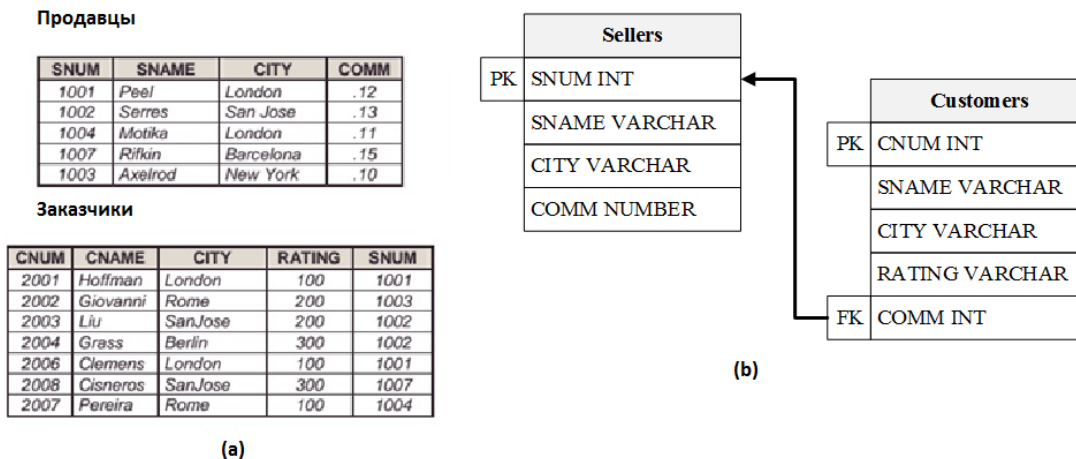 Продавцы
SNUM SNAME CITY COMM
1001 Peel London .12
1002 Serres San Jose .13
1004 Motika London .11
1007 Rifkin Barcelona .15
1003 Axelrod New York .10
Заказчики
CNUM CNAME CITY RATING SNUM
2001 Hoffman London 100 1001
2002 Giovanni Rome 200 1003
2003 Liu SanJose 200 1002
2004 Grass Berlin 300 1002
2006 Clemens London 100 1001
2008 Cisneros SanJose 300 1007
2007 Pereira Rome 100 1004
(a)
Sellers
PK SNUM INT
SNAME VARCHAR
CITY VARCHAR
COMM NUMBER
Customers
PK CNUM INT
SNAME VARCHAR
CITY VARCHAR
RATING VARCHAR
FK COMM INT
(b)